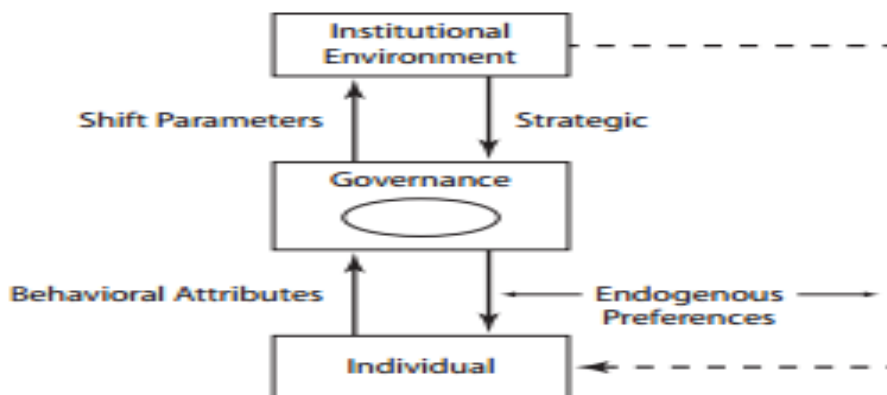 Institutional
Environment
Shift Parameters
Strategic
Governance
Behavioral Attributes
Endogenous
Preferences
Individual